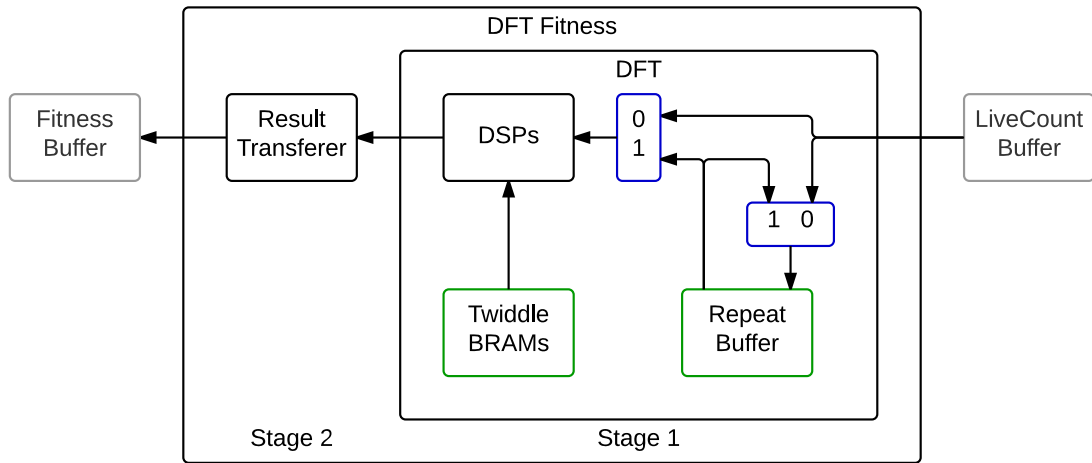 DFT Fitness
DFT
Fitness
Buffer
Result
Transferer
DSPs
0
1
LiveCount
Buffer
1 0
Twiddle
BRAMs
Repeat
Buffer
Stage 2
Stage 1